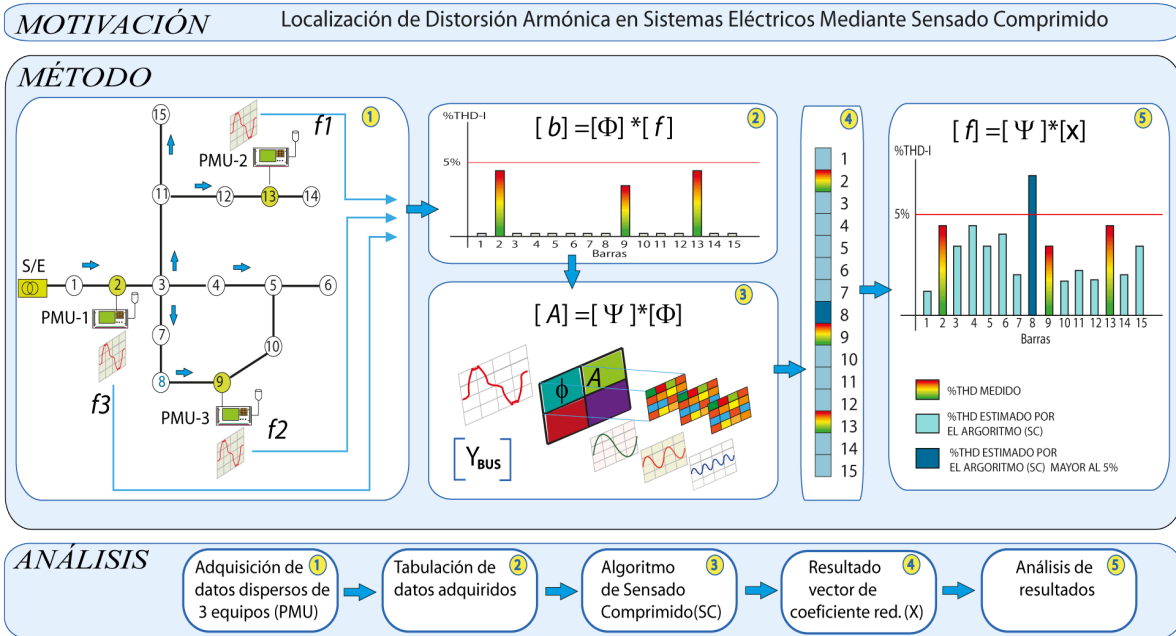 MOTIVACIÓN
Localización de Distorsión Armónica en Sistemas Eléctricos Mediante Sensado Comprimido
MÉTODO
1
15
f1
PMU-2
11
12
13
14
S/E
1
2
3
4
5
6
PMU-1
7
10
8
9
f3
PMU-3
f2
2
%THD-I
[ b ] =[Φ] *[ f ]
5%
1 2 3 4 5 6 7 8 9 10 11 12 13 14 15
Barras
3
[ A ] =[ Ψ ]*[Φ]
ϕ
A
[YBUS]
4
1
2
3
4
5
6
7
8
9
10
11
12
13
14
15
5
[ f ] =[ Ψ ]*[x]
%THD-I
5%
1 2 3 4 5 6 7 8 9 10 11 12 13 14 15
Barras
%THD MEDIDO
%THD ESTIMADO POR
EL ARGORITMO (SC)
%THD ESTIMADO POR
EL ARGORITMO (SC) MAYOR AL 5%
ANÁLISIS
Adquisición de 1
datos dispersos de
3 equipos (PMU)
Tabulación de 2
datos adquiridos
Algoritmo 3
de Sensado
Comprimido(SC)
Resultado 4
vector de
coeficiente red. (X)
Análisis de 5
resultados